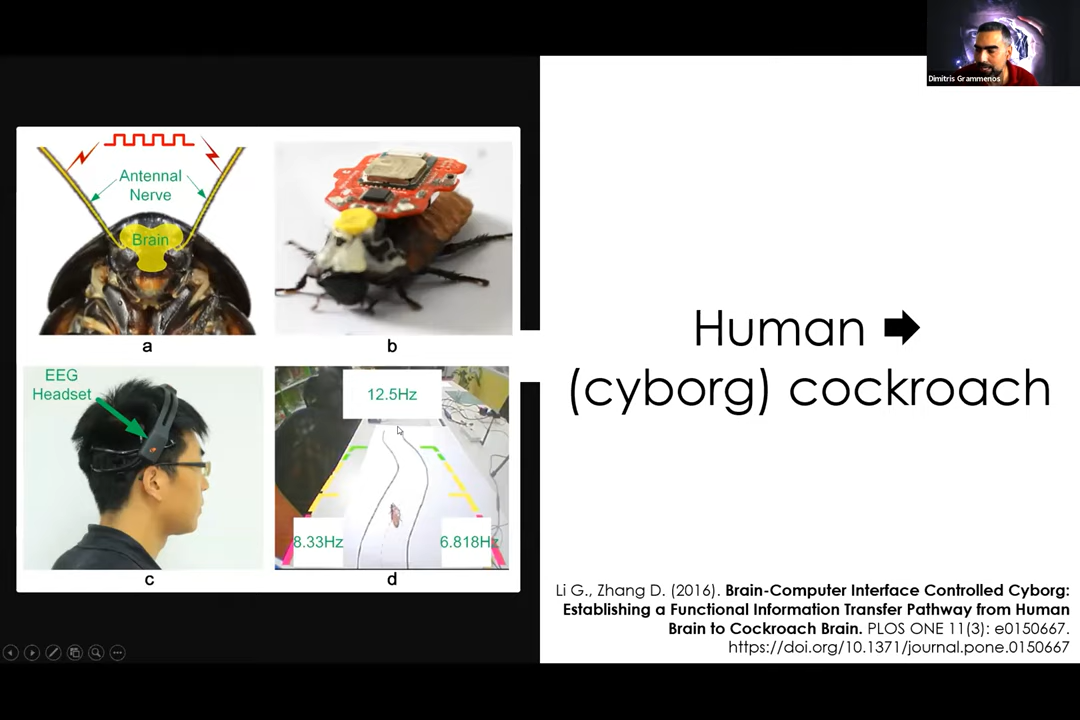 Dimitris Grammenos
Antennal
Nerve
Brain
a
b
EEG
Headset
12.5Hz
8.33Hz
6.818Hz
c
d
Human
(cyborg) cockroach
Li G., Zhang D. (2016). Brain-Computer Interface Controlled Cyborg:
Establishing a Functional Information Transfer Pathway from Human
Brain to Cockroach Brain. PLOS ONE 11(3): e0150667.
https://doi.org/10.1371/journal.pone.0150667